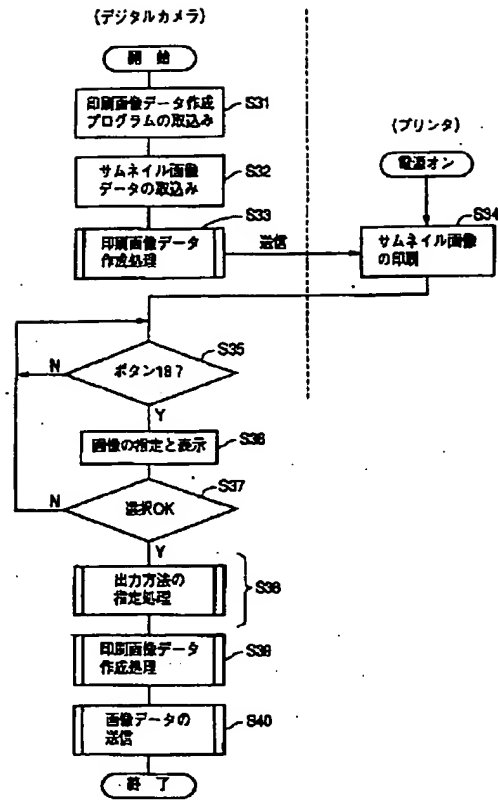 (デジタルカメラ)
開 始
印刷画像データ作成
プログラムの取込み
S31
サムネイル画像
データの取込み
S32
S33
印刷画像データ
作成処理
送信
(プリンタ)
電源オン
S34
サムネイル画像
の印刷
S35
ボタン18?
N
Y
画像の指定と表示
S36
S37
選択OK
N
Y
出力方法の
指定処理
S38
印刷画像データ
作成処理
S39
画像データの
送信
S40
終 了